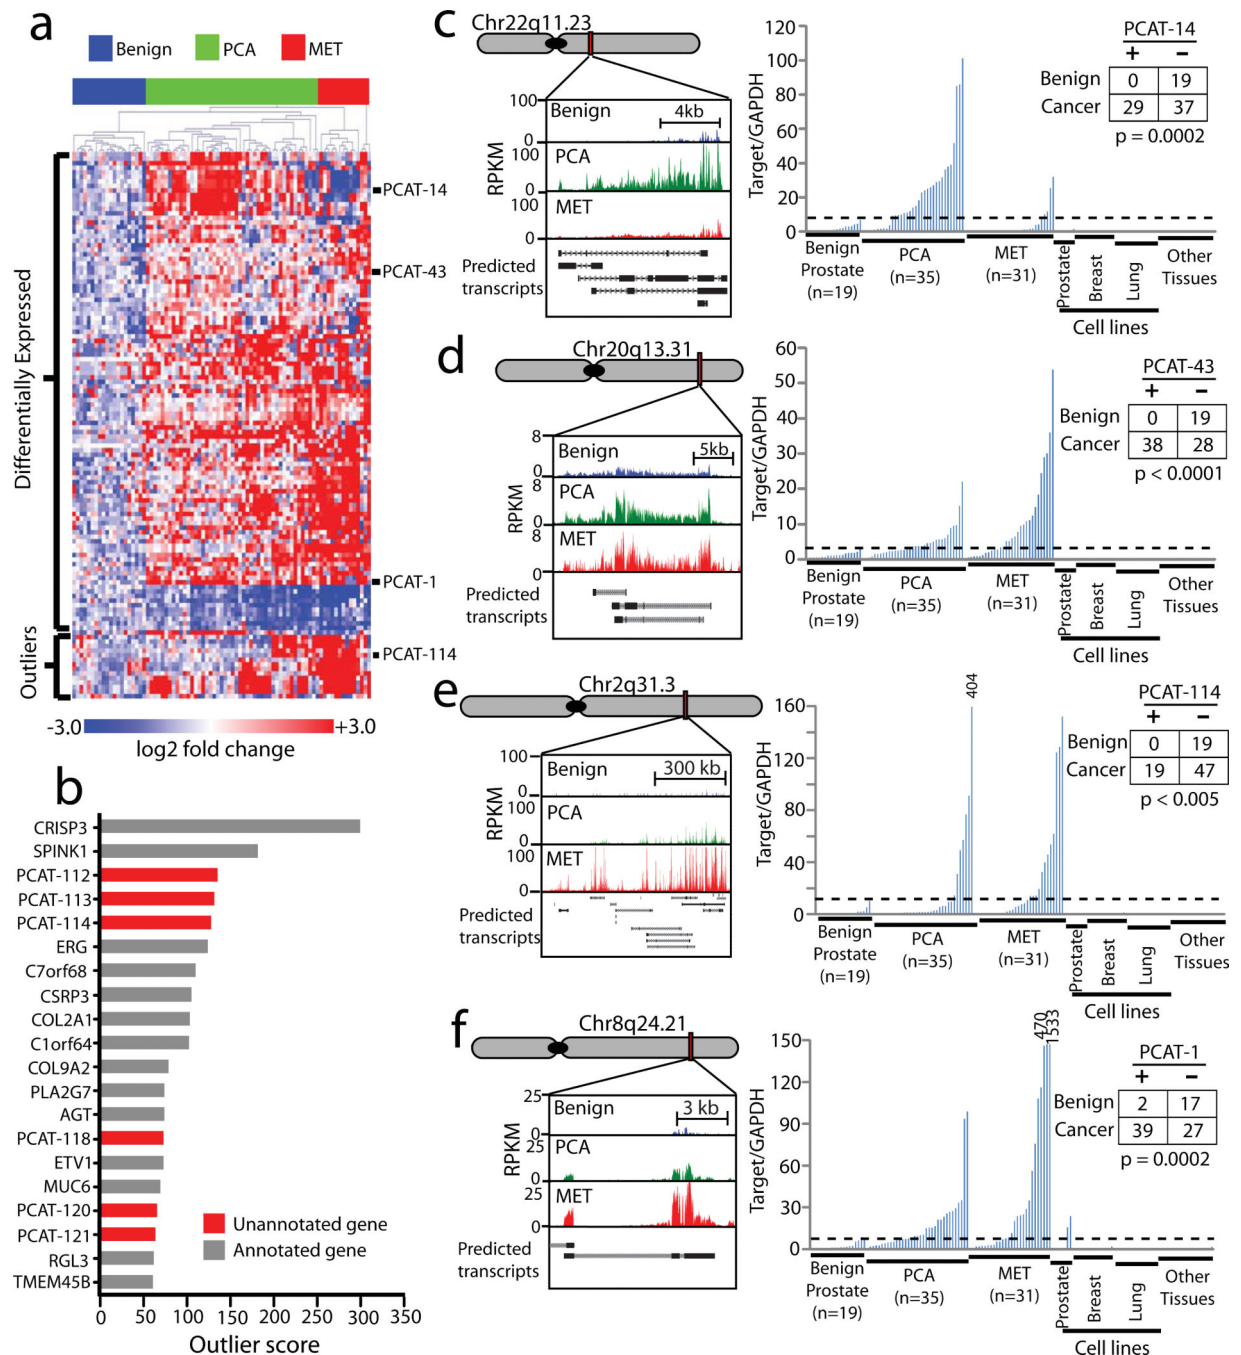 a
Benign PCA MET
Differentially Expressed
Outliers
PCAT-14
PCAT-43
PCAT-1
PCAT-114
-3.0 +3.0
log2 fold change
b
CRISP3
SPINK1
PCAT-112
PCAT-113
PCAT-114
ERG
C7orf68
CSRP3
COL2A1
C1orf64
COL9A2
PLA2G7
AGT
PCAT-118
ETV1
MUC6
PCAT-120
PCAT-121
RGL3
TMEM45B
Unannotated gene
Annotated gene
0 50 100 150 200 250 300 350
Outlier score
c
Chr22q11.23
RPKM
100
0
Benign
4kb
100
0
PCA
100
0
MET
Predicted
transcripts
Target/GAPDH
120
100
80
60
40
20
0
Benign
Prostate
(n=19)
PCA
(n=35)
MET
(n=31)
Prostate
Breast
Lung
Other
Tissues
Cell lines
PCAT-14
+ −
Benign 0 19
Cancer 29 37
p = 0.0002
d
Chr20q13.31
RPKM
8
0
Benign
5kb
8
0
PCA
8
0
MET
Predicted
transcripts
Target/GAPDH
60
50
40
30
20
10
0
Benign
Prostate
(n=19)
PCA
(n=35)
MET
(n=31)
Prostate
Breast
Lung
Other
Tissues
Cell lines
PCAT-43
+ −
Benign 0 19
Cancer 38 28
p < 0.0001
e
Chr2q31.3
RPKM
100
0
Benign
300 kb
100
0
PCA
100
0
MET
Predicted
transcripts
Target/GAPDH
160
120
80
40
0
404
Benign
Prostate
(n=19)
PCA
(n=35)
MET
(n=31)
Prostate
Breast
Lung
Other
Tissues
Cell lines
PCAT-114
+ −
Benign 0 19
Cancer 19 47
p < 0.005
f
Chr8q24.21
RPKM
25
0
Benign
3 kb
25
0
PCA
25
0
MET
Predicted
transcripts
Target/GAPDH
150
120
90
60
30
0
470
1533
Benign
Prostate
(n=19)
PCA
(n=35)
MET
(n=31)
Prostate
Breast
Lung
Other
Tissues
Cell lines
PCAT-1
+ −
Benign 2 17
Cancer 39 27
p = 0.0002